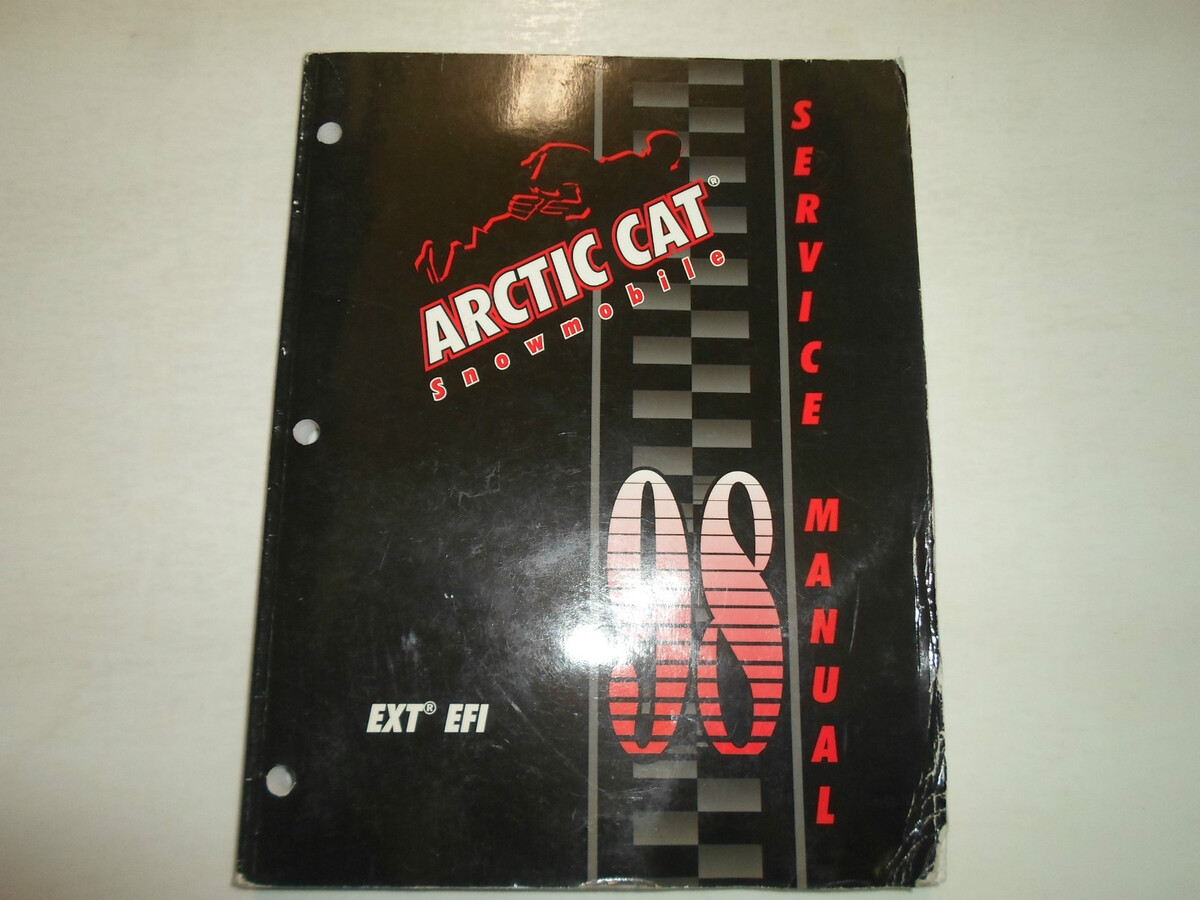 ARCTIC CAT®
Snowmobile
SERVICE MANUAL
98
EXT® EFI